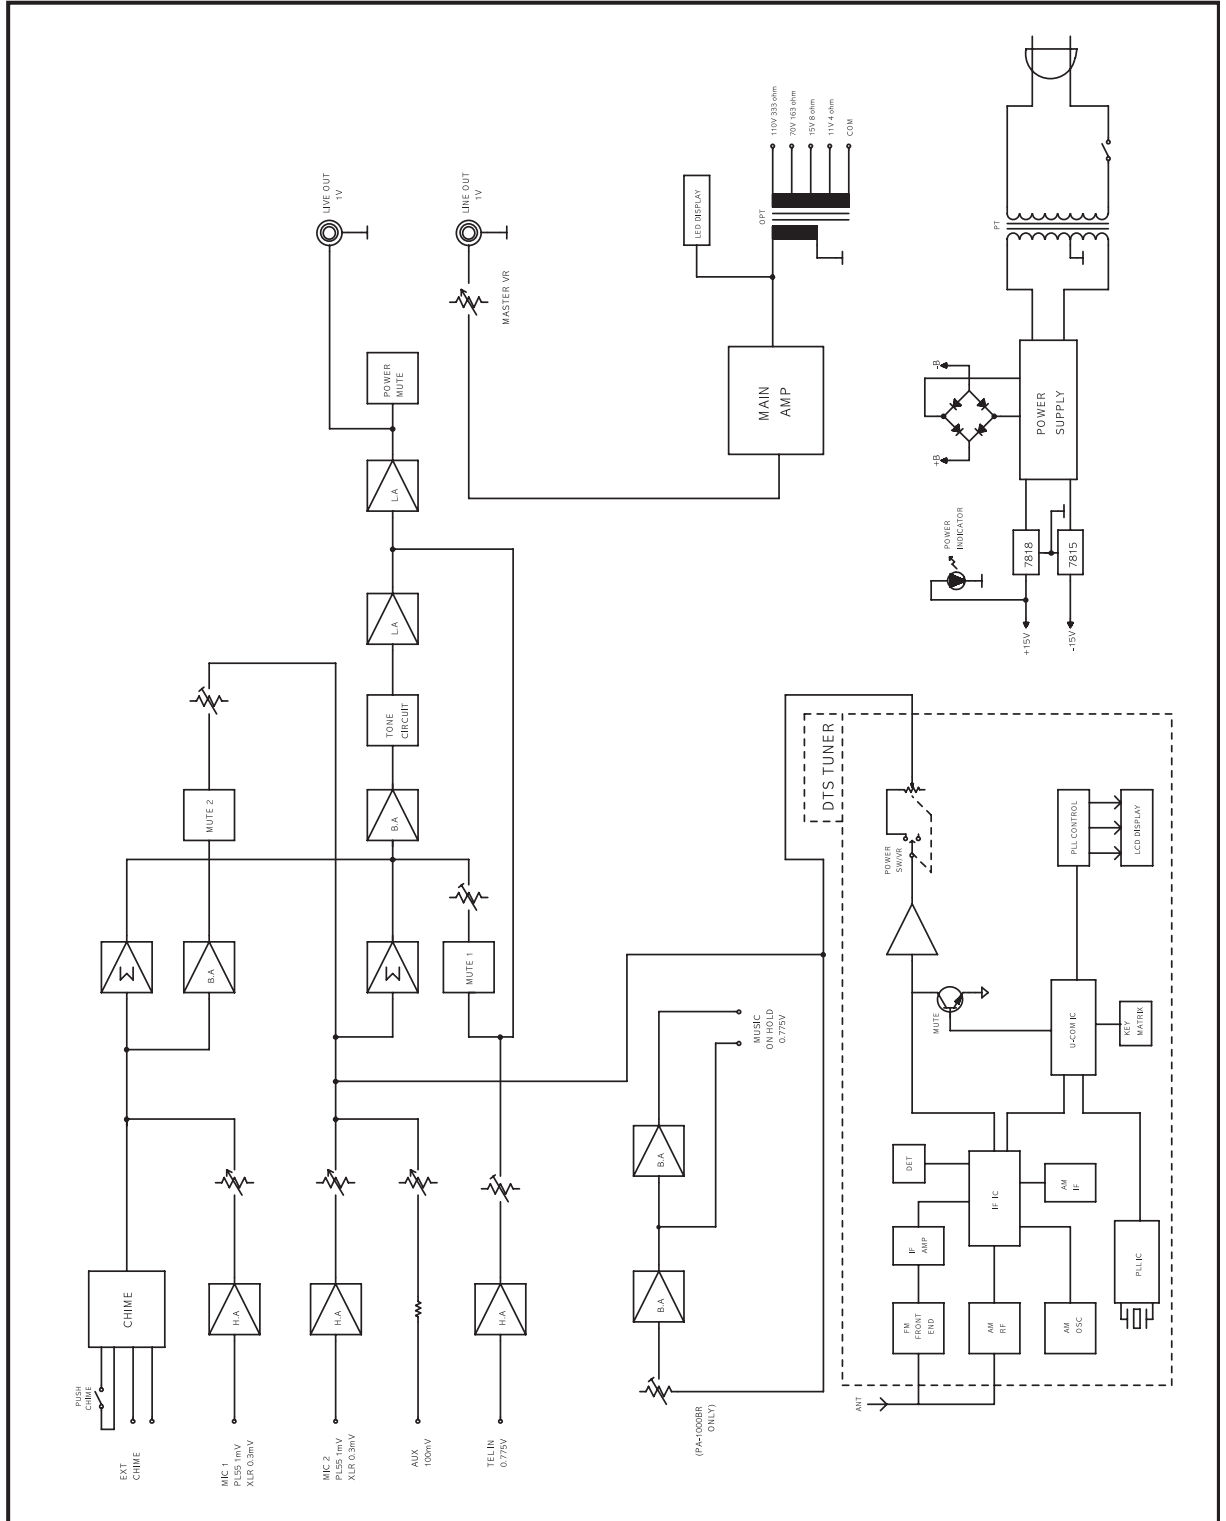 LIVE OUT
1V
LINE OUT
1V
MASTER VR
POWER
MUTE
L.A
L.A
TONE
CIRCUIT
B.A
MUTE 2
Σ
B.A
Σ
MUTE 1
CHIME
H.A
H.A
H.A
PUSH
CHIME
EXT
CHIME
MIC 1
PL55 1mV
XLR 0.3mV
MIC 2
PL55 1mV
XLR 0.3mV
AUX
100mV
TEL IN
0.775V
LED DISPLAY
OPT
110V 333 ohm
70V 163 ohm
15V 8 ohm
11V 4 ohm
COM
MAIN
AMP
MUSIC
ON HOLD
0.775V
B.A
B.A
(PA-1000BR
ONLY)
PT
POWER
SUPPLY
-B
+B
POWER
INDICATOR
7818
7815
+15V
-15V
DTS TUNER
POWER
SW/VR
PLL CONTROL
LCD DISPLAY
MUTE
U-COM IC
KEY
MATRIX
DET
IF IC
AM
IF
IF
AMP
PLL IC
FM
FRONT
END
AM
RF
AM
OSC
ANT